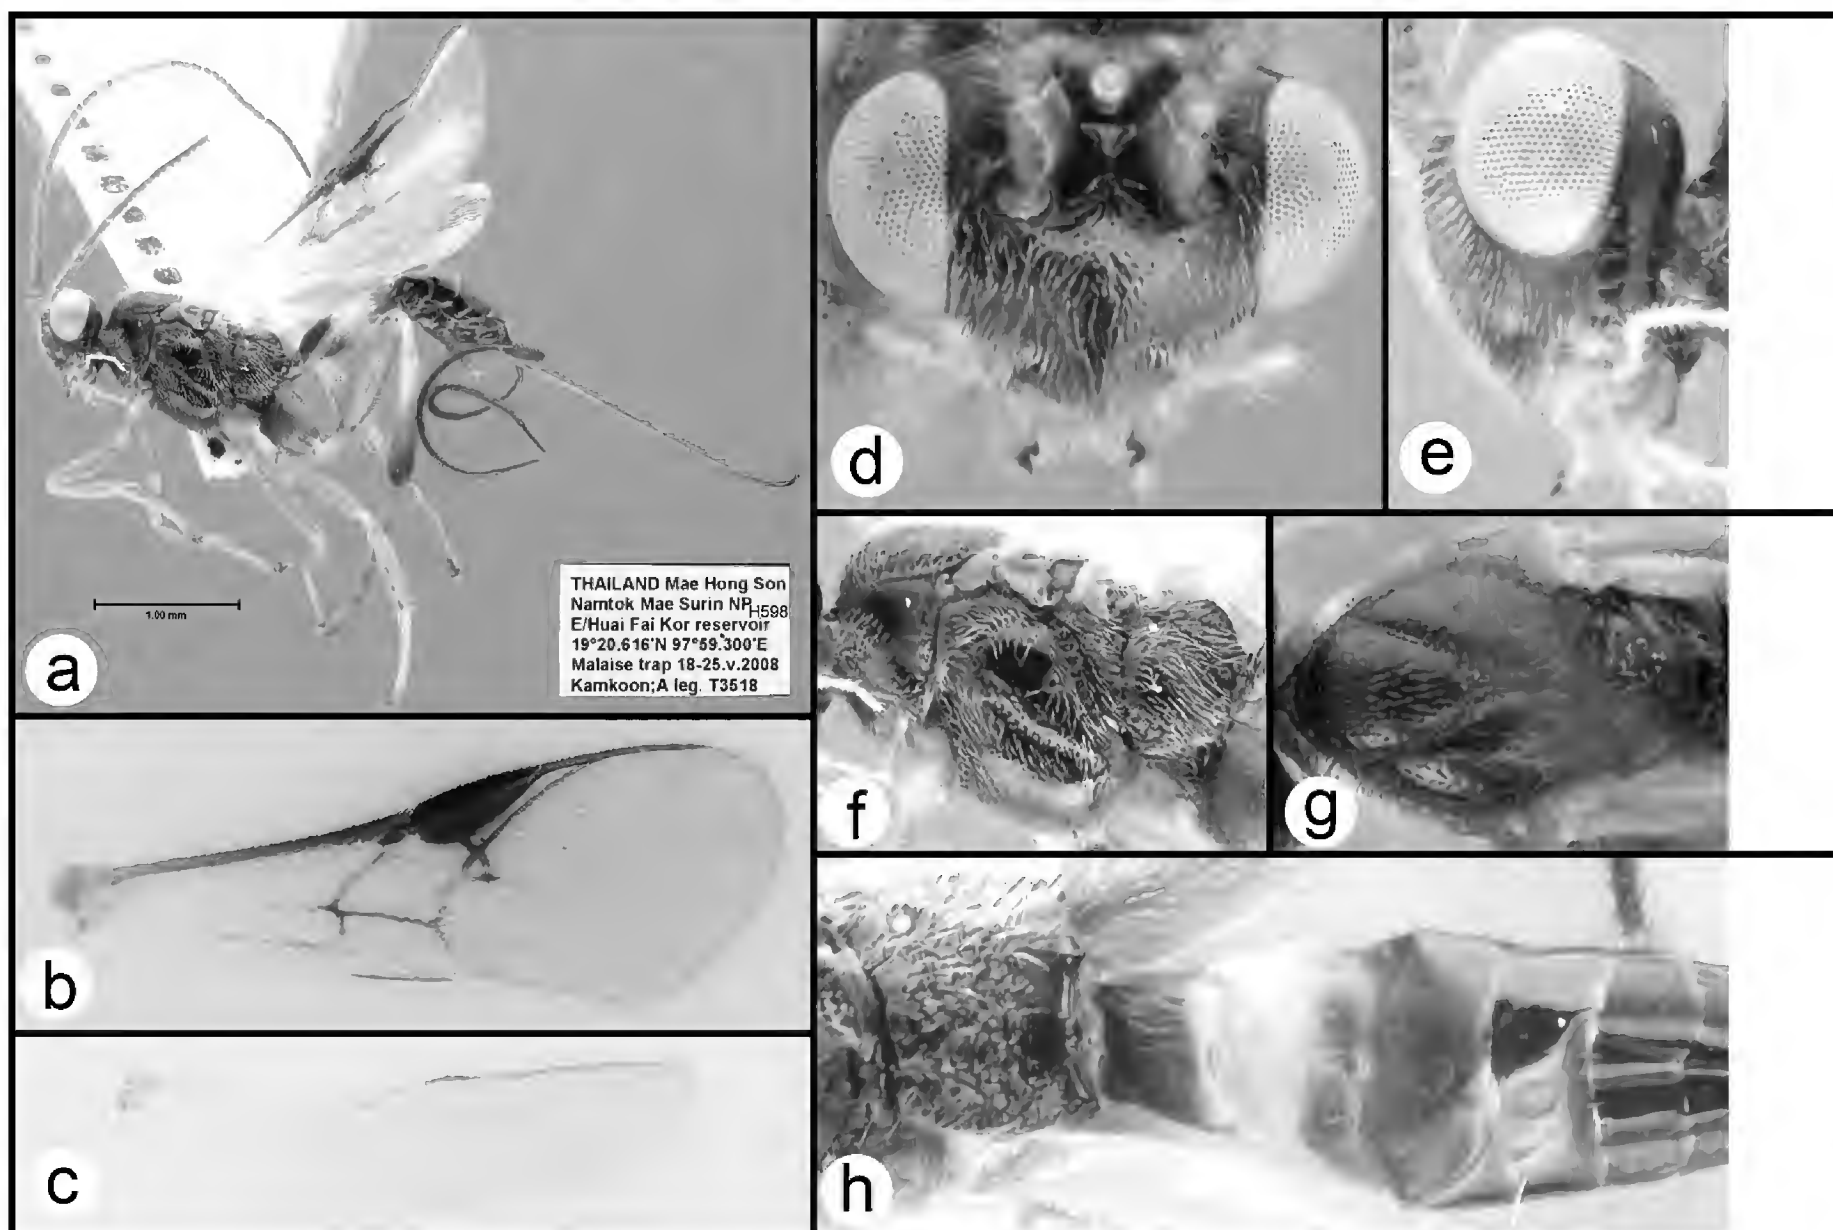 1.00 mm
THAILAND Mae Hong Son
Namtok Mae Surin NP H598
E/Huai Fai Kor reservoir
19°20.616'N 97°59.300'E
Malaise trap 18-25.v.2008
Kamkoon;A leg. T3518
a
b
c
d
e
f
g
h